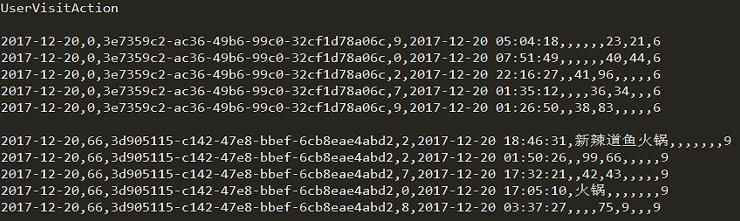 UserVisitAction
2017-12-20,0,3e7359c2-ac36-49b6-99c0-32cf1d78a06c,9,2017-12-20 05:04:18,,,,,,23,21,6
2017-12-20,0,3e7359c2-ac36-49b6-99c0-32cf1d78a06c,0,2017-12-20 07:51:49,,,,,,40,44,6
2017-12-20,0,3e7359c2-ac36-49b6-99c0-32cf1d78a06c,2,2017-12-20 22:16:27,,41,96,,,,,6
2017-12-20,0,3e7359c2-ac36-49b6-99c0-32cf1d78a06c,7,2017-12-20 01:35:12,,,,36,34,,,6
2017-12-20,0,3e7359c2-ac36-49b6-99c0-32cf1d78a06c,9,2017-12-20 01:26:50,,38,83,,,,,6
2017-12-20,66,3d905115-c142-47e8-bbef-6cb8eae4abd2,2,2017-12-20 18:46:31,新辣道鱼火锅,,,,,,,9
2017-12-20,66,3d905115-c142-47e8-bbef-6cb8eae4abd2,2,2017-12-20 01:50:26,,99,66,,,,,9
2017-12-20,66,3d905115-c142-47e8-bbef-6cb8eae4abd2,7,2017-12-20 17:32:21,,42,43,,,,,9
2017-12-20,66,3d905115-c142-47e8-bbef-6cb8eae4abd2,0,2017-12-20 17:05:10,火锅,,,,,,,9
2017-12-20,66,3d905115-c142-47e8-bbef-6cb8eae4abd2,8,2017-12-20 03:37:27,,,,75,9,,,9